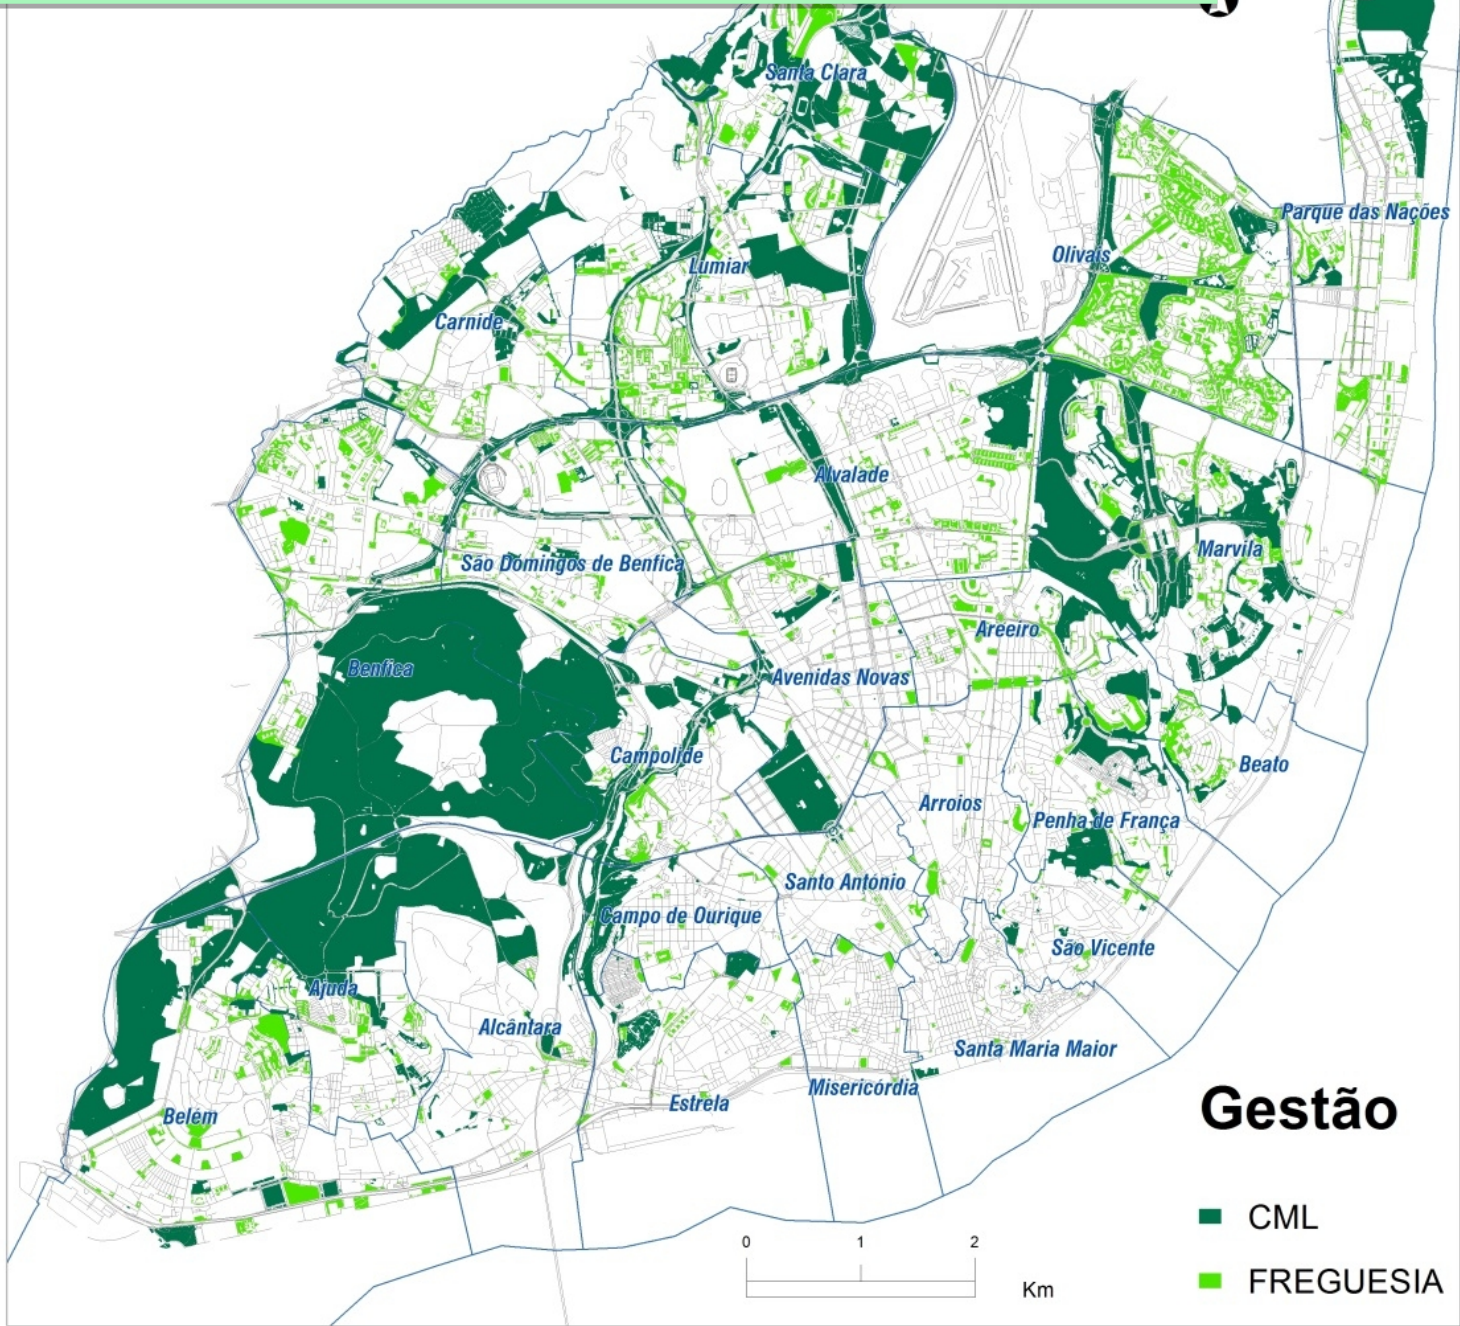 Santa Clara
Parque das Nações
Olivais
Lumiar
Carnide
Alvalade
Marvila
São Domingos de Benfica
Areeiro
Benfica
Avenidas Novas
Campolide
Beato
Arroios
Penha de França
Santo António
Campo de Ourique
São Vicente
Ajuda
Alcântara
Santa Maria Maior
Misericórdia
Estrela
Belém
Gestão
CML
FREGUESIA
0 1 2
Km